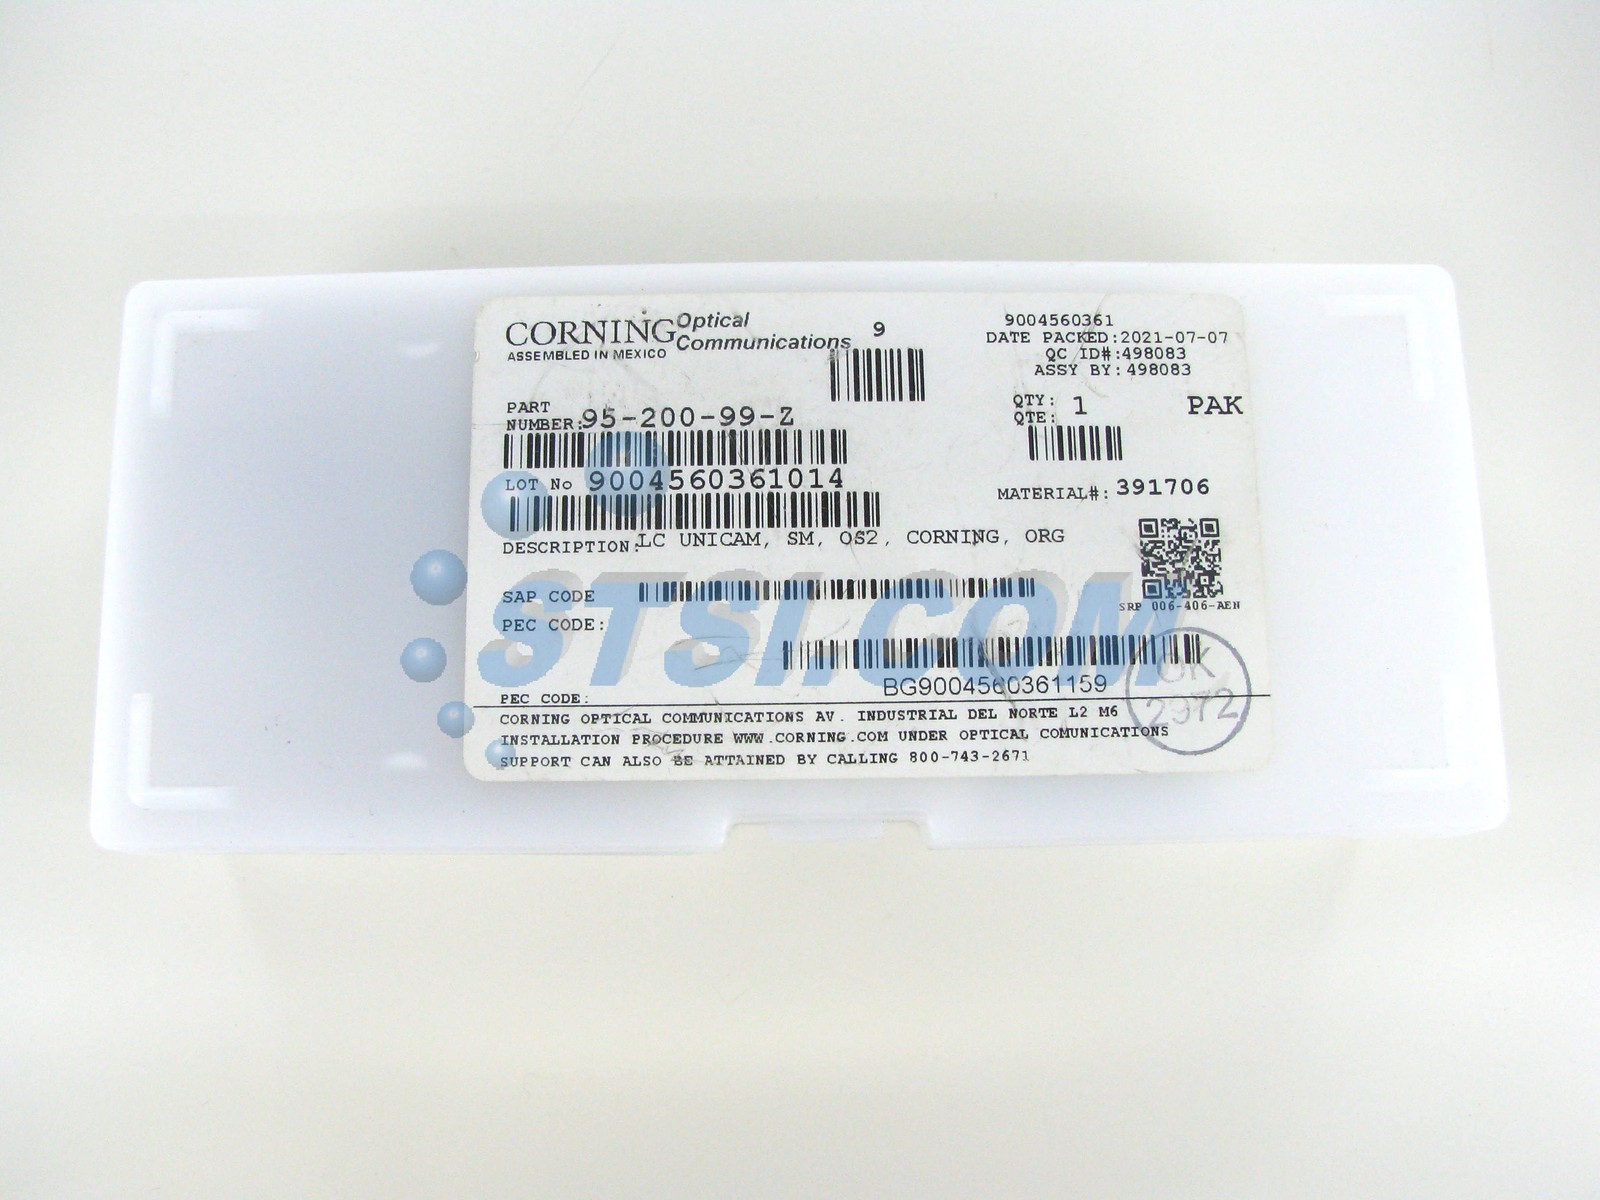 CORNING Optical Communications
ASSEMBLED IN MEXICO
9
9004560361
DATE PACKED:2021-07-07
QC ID#:498083
ASSY BY:498083
PART NUMBER:95-200-99-Z
QTY: 1 PAK
QTE:
LOT No 9004560361014
MATERIAL#:391706
DESCRIPTION:LC UNICAM, SM, OS2, CORNING, ORG
SRP 006-406-AEN
SAP CODE
PEC CODE:
STSI.COM
OK
2972
BG9004560361159
PEC CODE:
CORNING OPTICAL COMMUNICATIONS AV. INDUSTRIAL DEL NORTE L2 M6
INSTALLATION PROCEDURE WWW.CORNING.COM UNDER OPTICAL COMUNICATIONS
SUPPORT CAN ALSO BE ATTAINED BY CALLING 800-743-2671